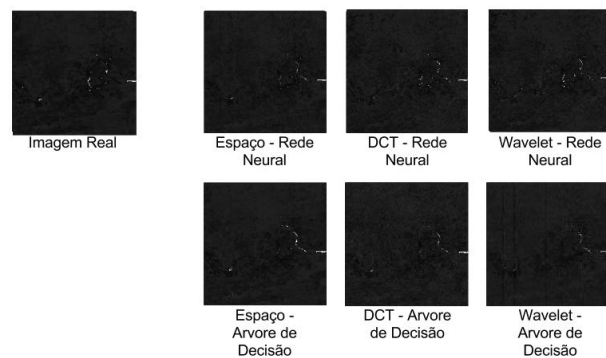 Imagem Real
Espaço - Rede
Neural
DCT - Rede
Neural
Wavelet - Rede
Neural
Espaço -
Arvore de
Decisão
DCT - Arvore
de Decisão
Wavelet -
Arvore de
Decisão